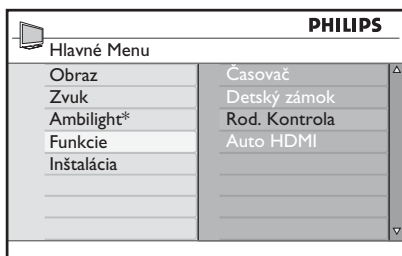 PHILIPS
Hlavné Menu
Obraz
Zvuk
Ambilight*
Funkcie
Inštalácia
Časovač
Detský zámok
Rod. Kontrola
Auto HDMI